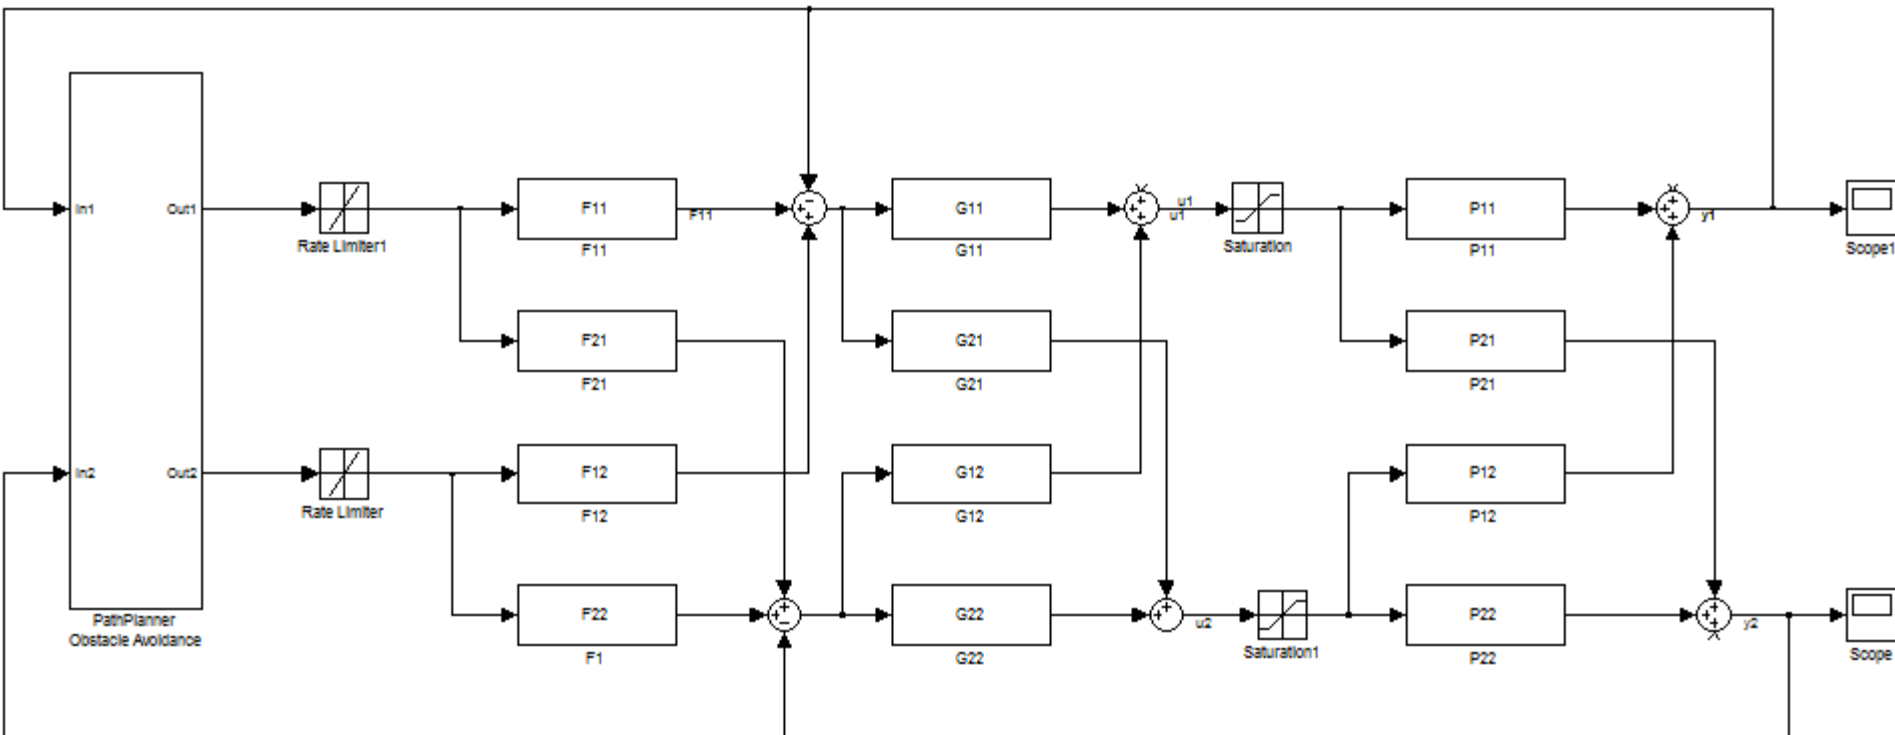 In1
Out1
Rate Limiter1
F11
F11
F11
G11
G11
u1
u1
Saturation
P11
P11
y1
Scope1
F21
F21
G21
G21
P21
P21
In2
Out2
Rate Limiter
F12
F12
G12
G12
P12
P12
PathPlanner
Obstacle Avoidance
F22
F1
G22
G22
u2
Saturation1
P22
P22
y2
Scope